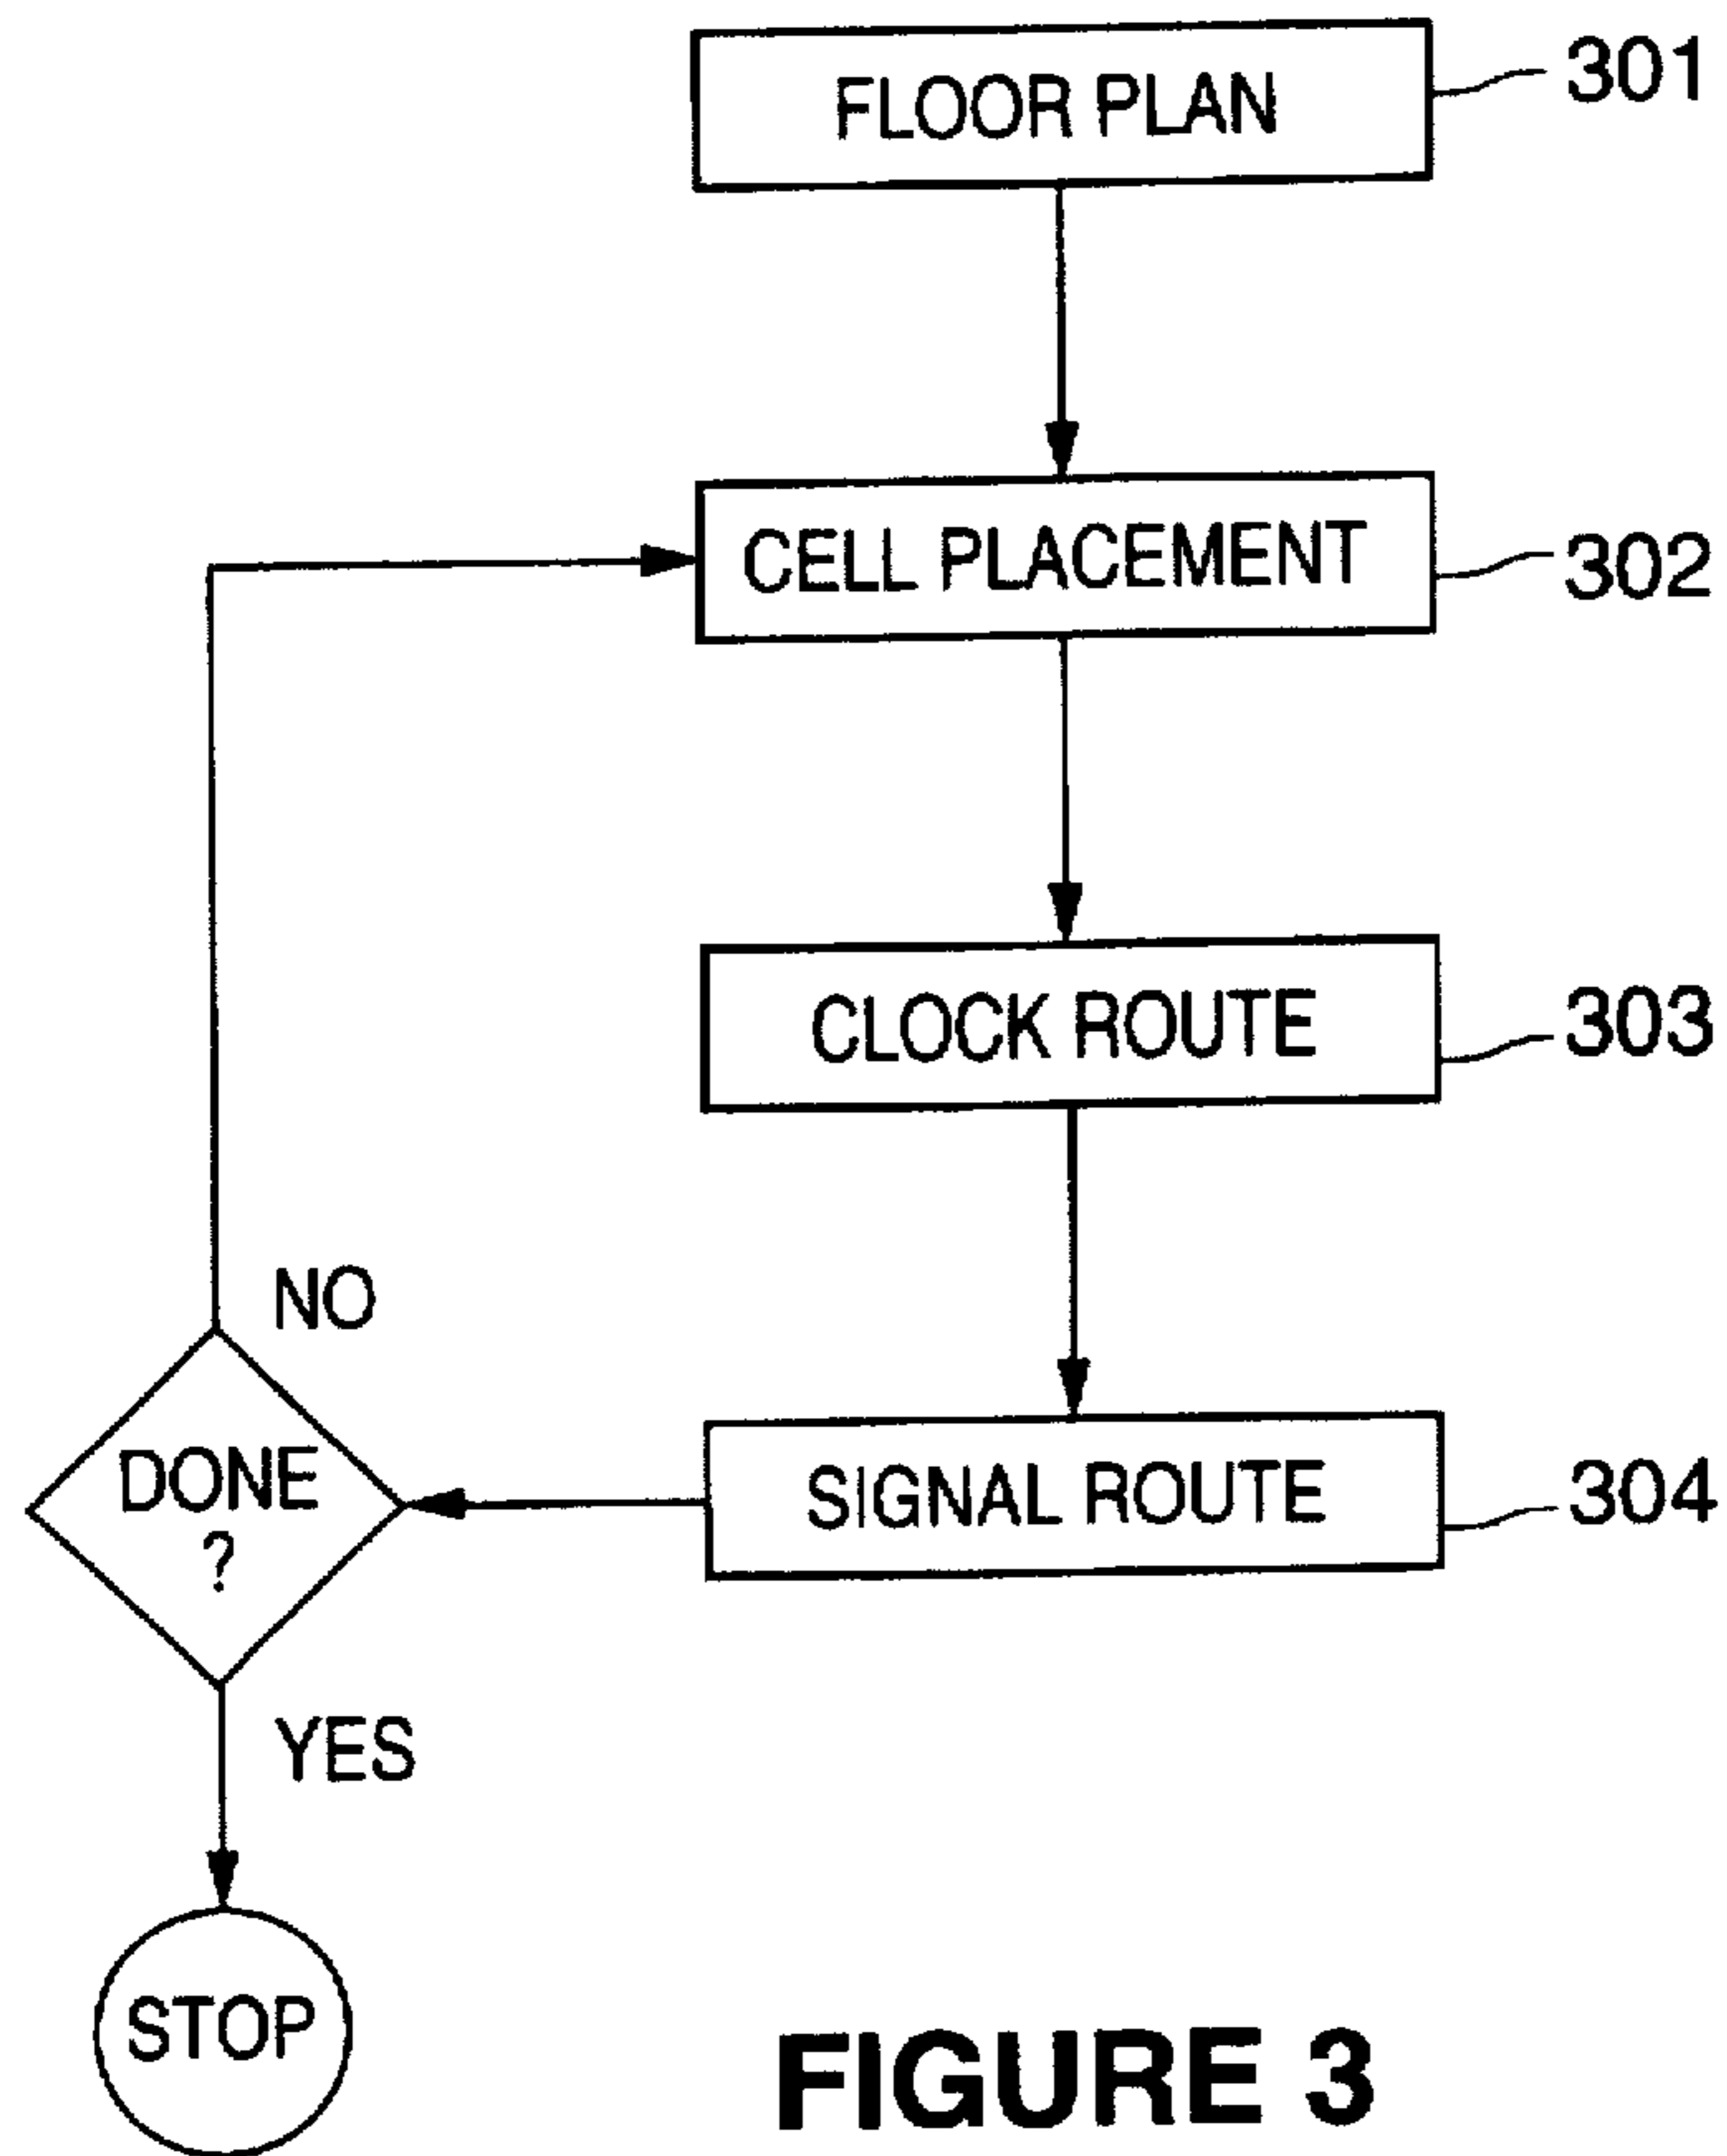 FLOOR PLAN
301
CELL PLACEMENT
302
CLOCK ROUTE
303
NO
DONE
?
SIGNAL ROUTE
304
YES
STOP
FIGURE 3